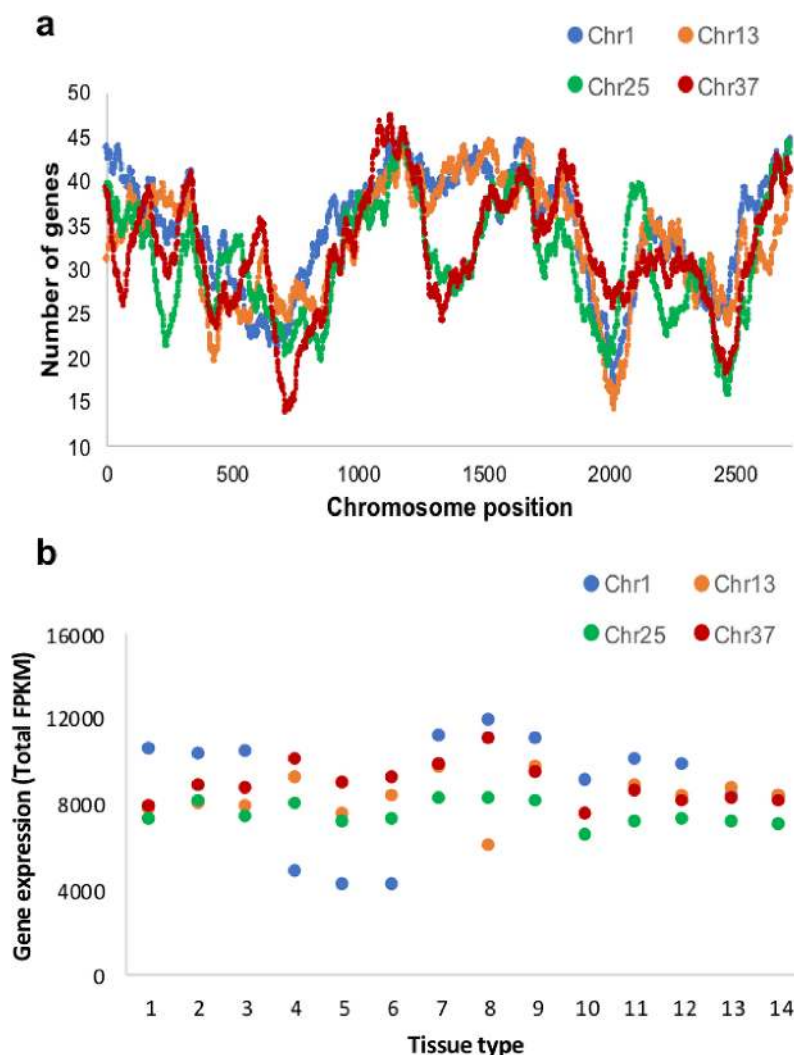 a
Chr1 Chr13
Chr25 Chr37
50
45
40
35
30
25
20
15
10
Number of genes
0 500 1000 1500 2000 2500
Chromosome position
b
Chr1 Chr13
Chr25 Chr37
16000
12000
8000
4000
0
Gene expression (Total FPKM)
1 2 3 4 5 6 7 8 9 10 11 12 13 14
Tissue type